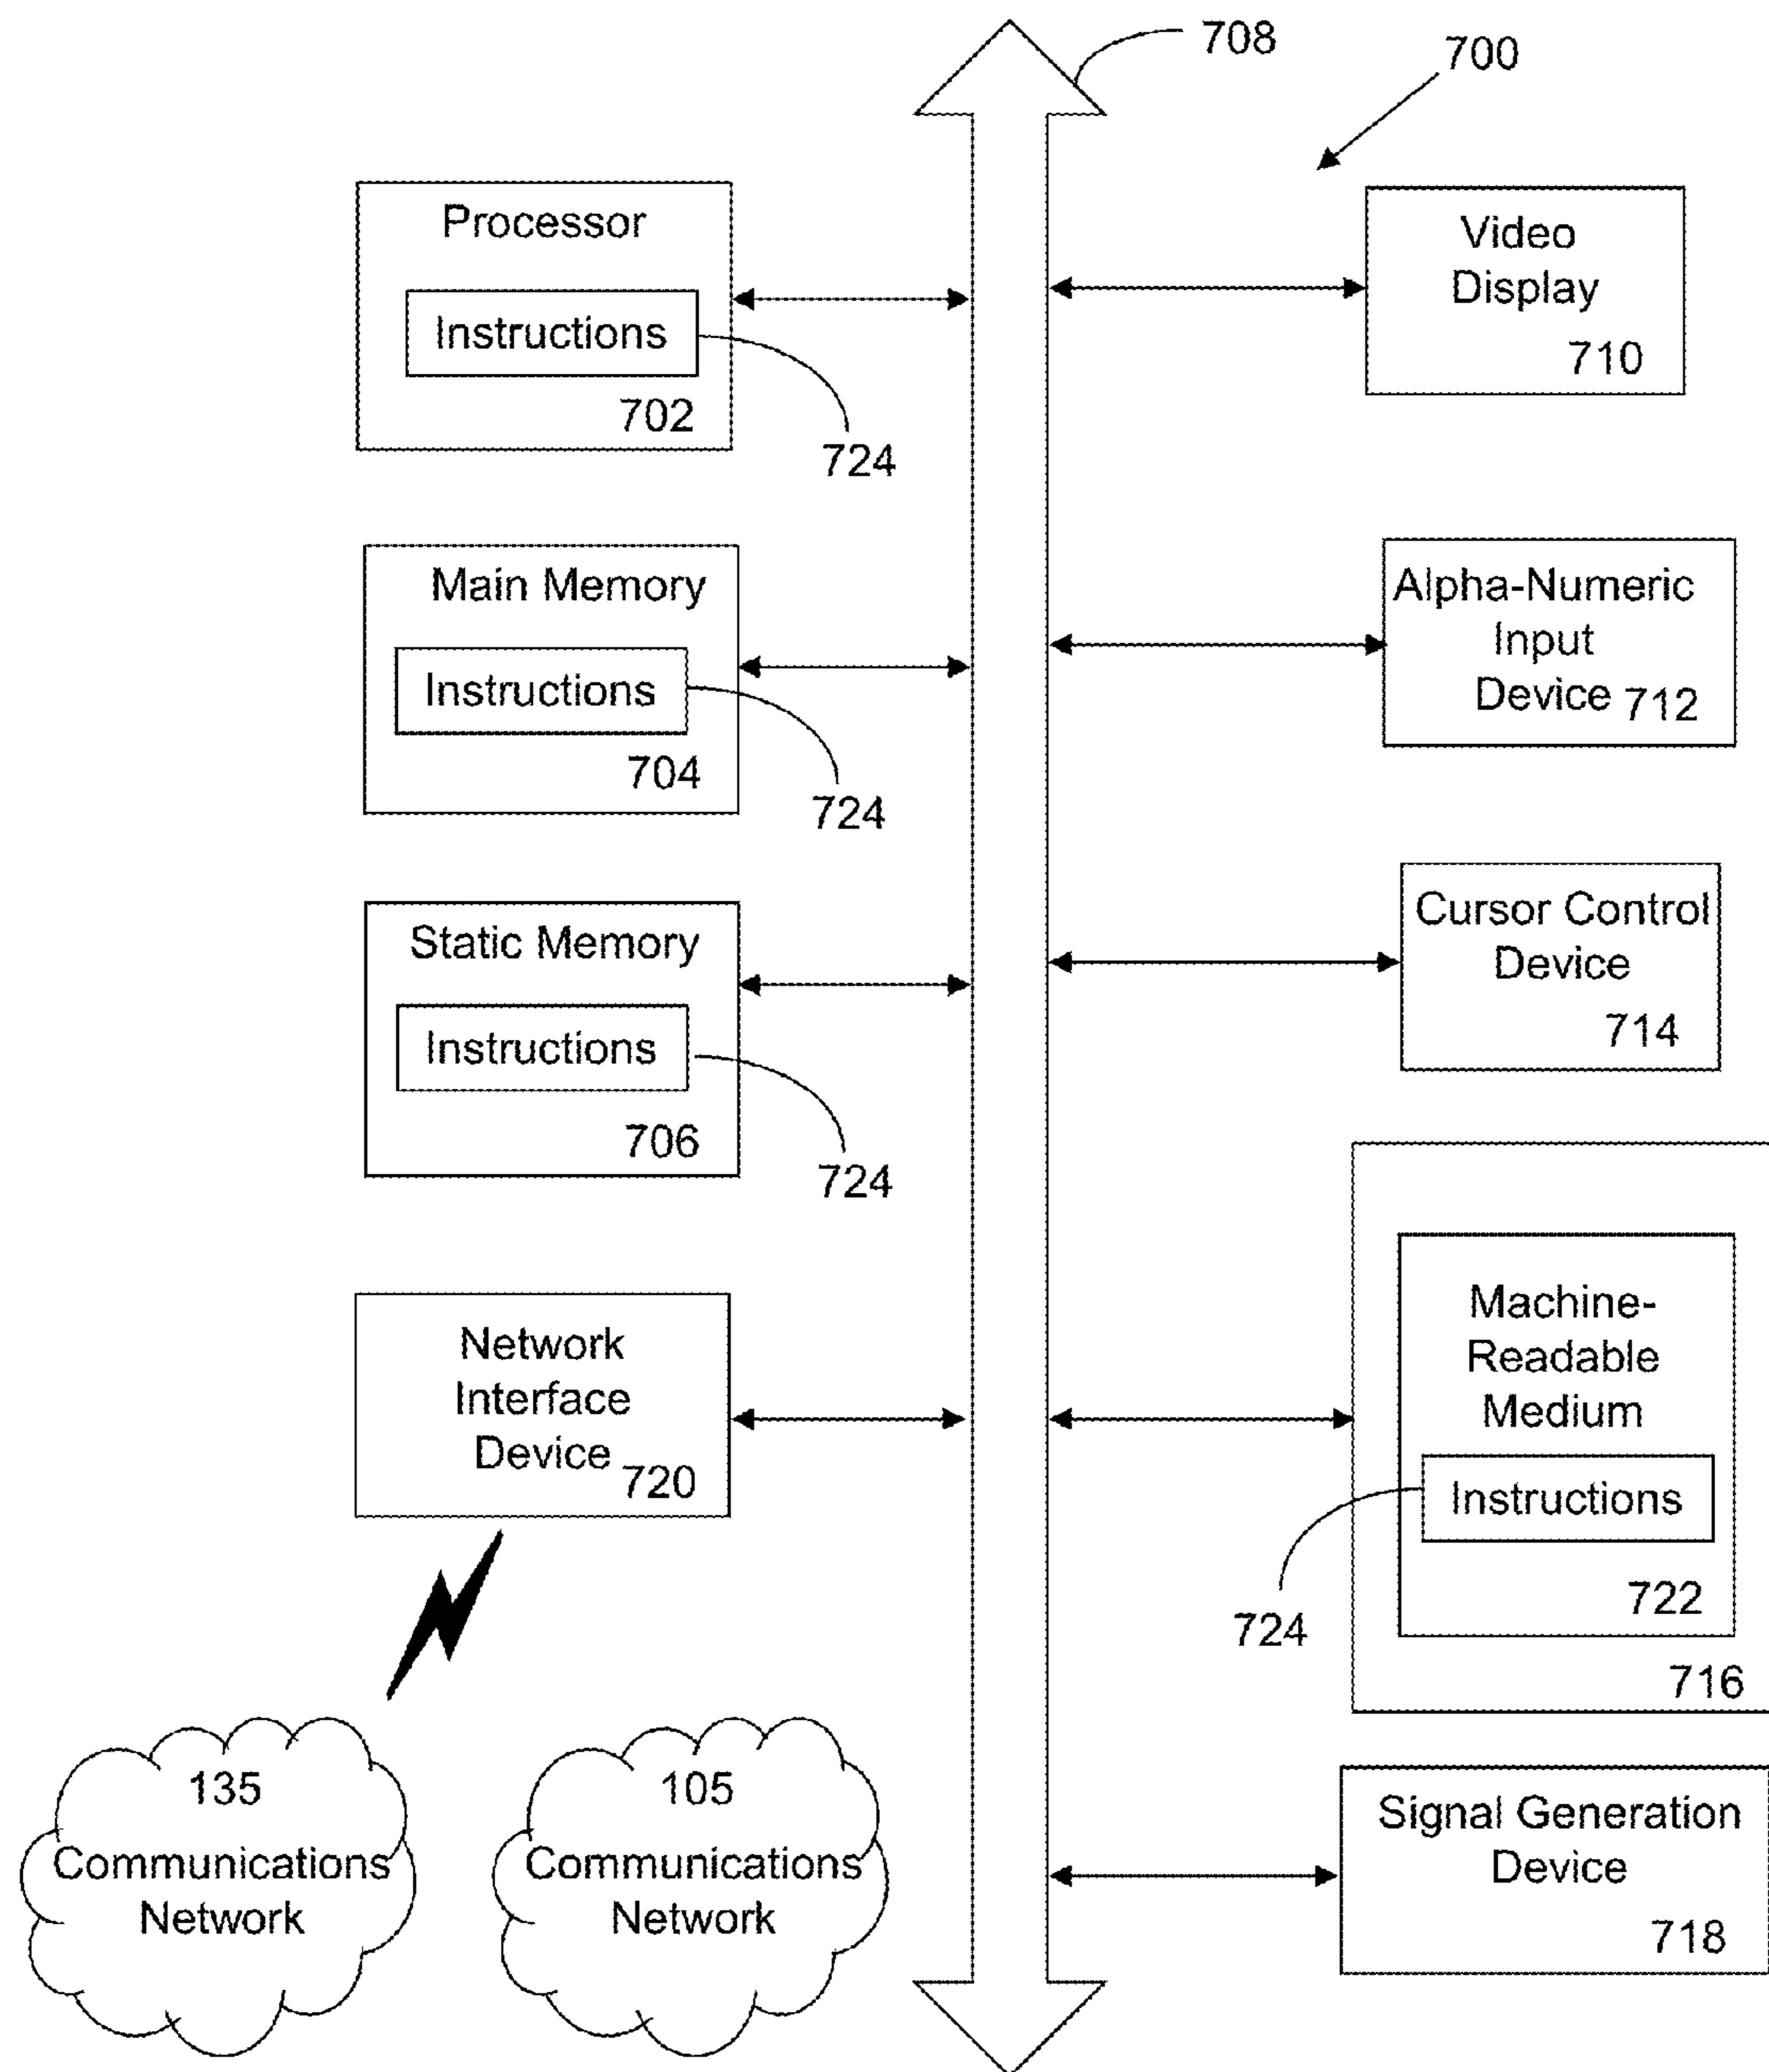 708
700
Processor
Instructions
702
724
Video
Display
710
Main Memory
Instructions
704
724
Alpha-Numeric
Input
Device 712
Static Memory
Instructions
706
724
Cursor Control
Device
714
Network
Interface
Device 720
Machine-
Readable
Medium
Instructions
722
724
716
135
Communications
Network
105
Communications
Network
Signal Generation
Device
718